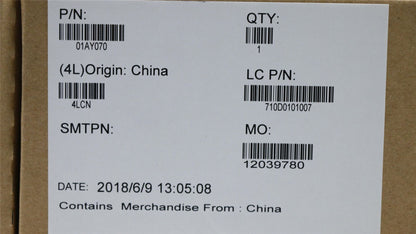 P/N: QTY:
01AY070 1
(4L)Origin: China LC P/N:
4LCN 710D0101007
SMTPN: MO:
12039780
DATE: 2018/6/9 13:05:08
Contains Merchandise From : China